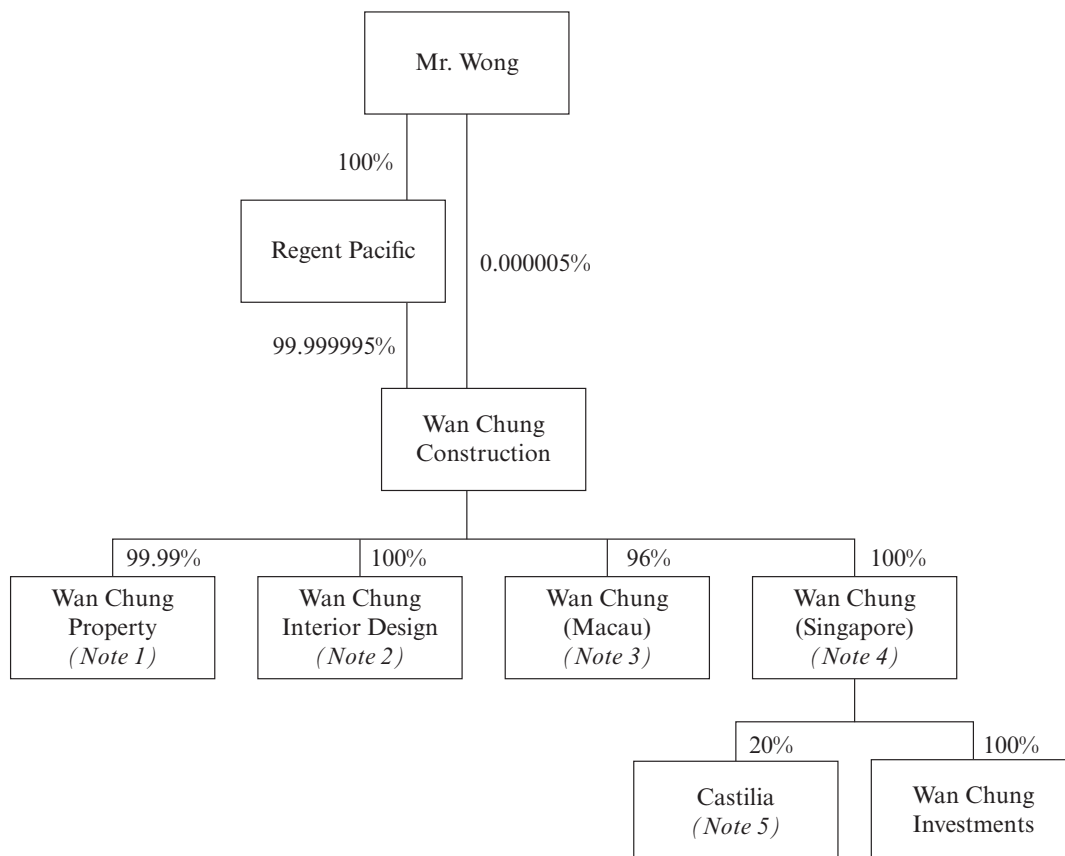 Mr. Wong
100%
Regent Pacific
0.000005%
99.999995%
Wan Chung
Construction
99.99%
100%
96%
100%
Wan Chung
Property
(Note 1)
Wan Chung
Interior Design
(Note 2)
Wan Chung
(Macau)
(Note 3)
Wan Chung
(Singapore)
(Note 4)
20%
100%
Castilia
(Note 5)
Wan Chung
Investments